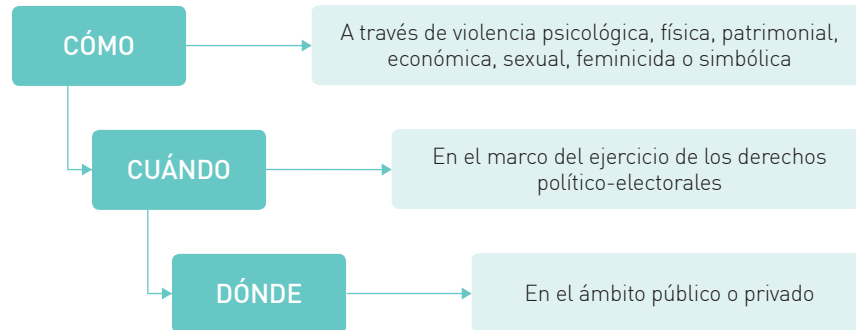 CÓMO
A través de violencia psicológica, física, patrimonial,
económica, sexual, feminicida o simbólica
CUÁNDO
En el marco del ejercicio de los derechos
político-electorales
DÓNDE
En el ámbito público o privado